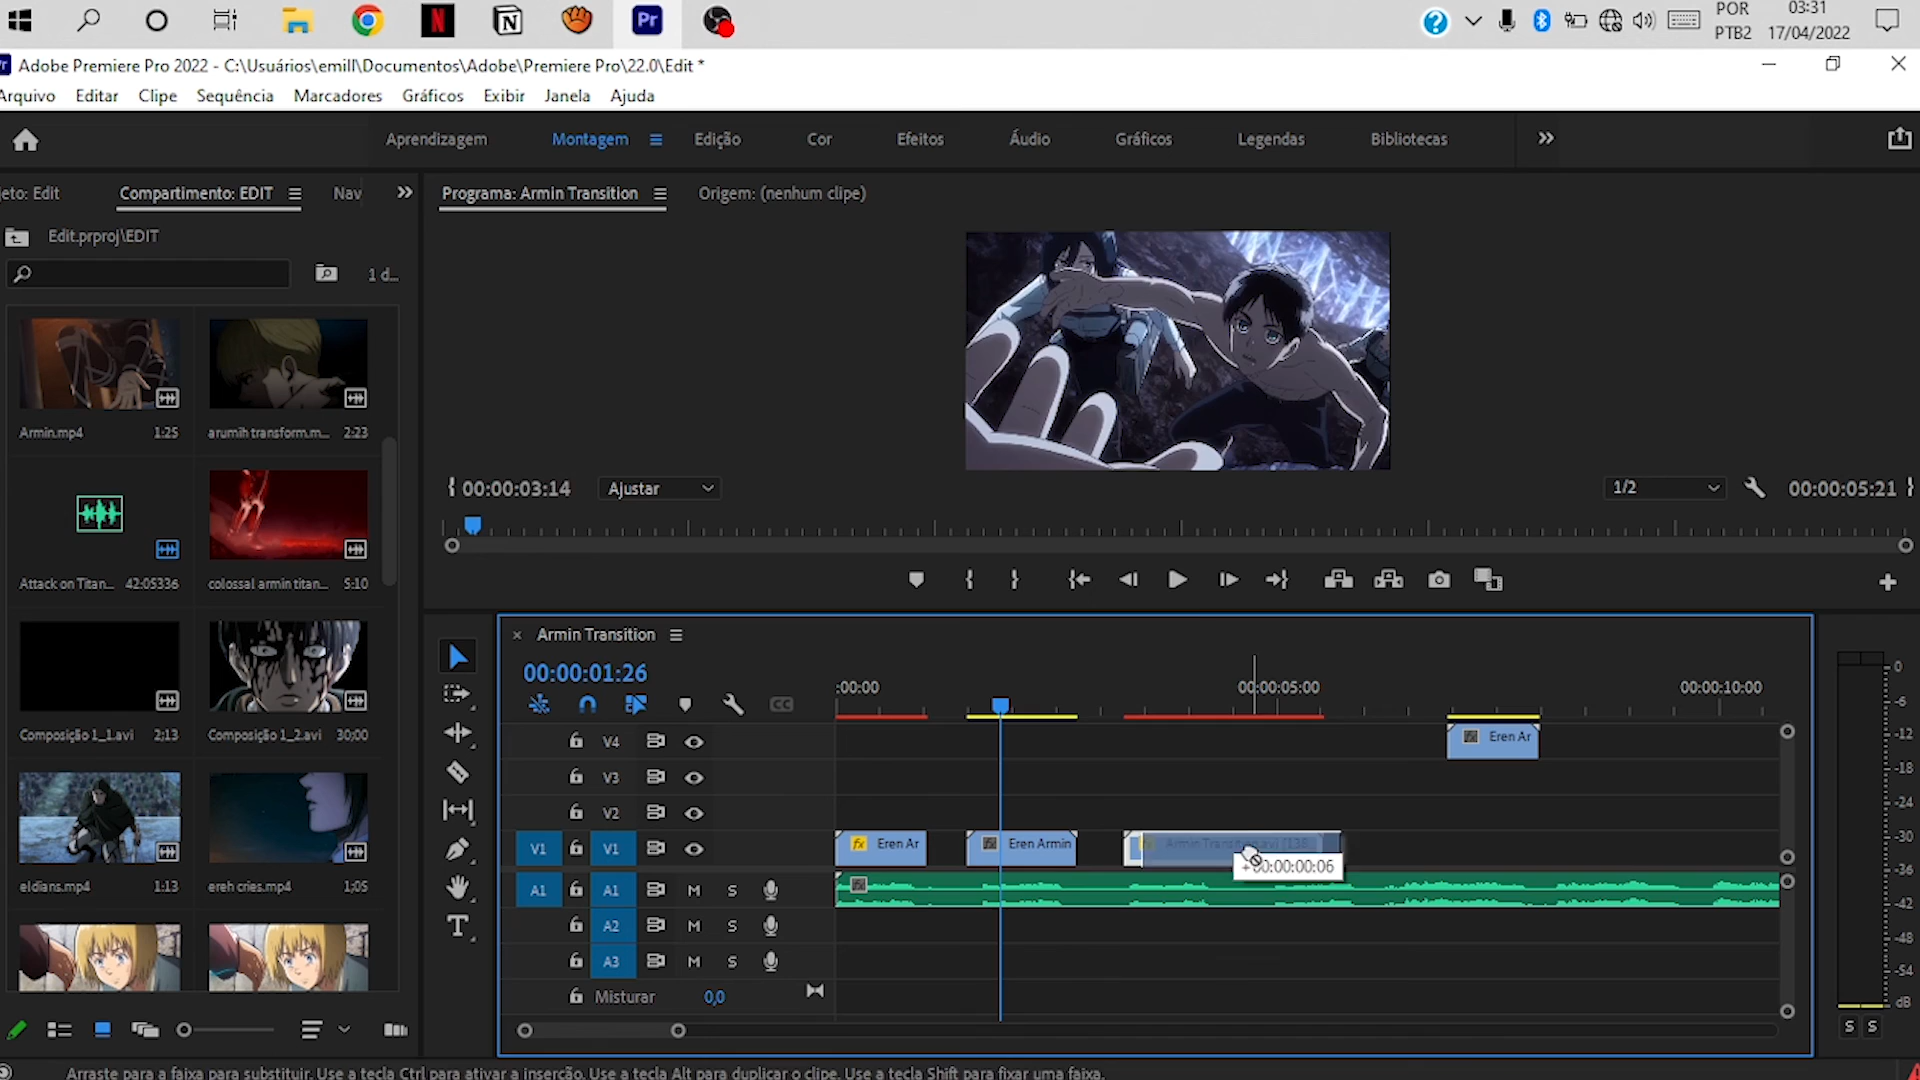 Pr
POR
PTB2
03:31
17/04/2022
Adobe Premiere Pro 2022 - C:\Usuários\emill\Documentos\Adobe\Premiere Pro\22.0\Edit *
Arquivo Editar Clipe Sequência Marcadores Gráficos Exibir Janela Ajuda
Aprendizagem Montagem Edição Cor Efeitos Áudio Gráficos Legendas Bibliotecas
jeto: Edit Compartimento: EDIT Nav
Programa: Armin Transition Origem: (nenhum clipe)
Edit.prproj\EDIT
1 d...
Armin.mp4 1:25
arumih transform.m... 2:23
Attack on Titan... 42:05336
colossal armin titan... 5:10
Composição 1_1.avi 2;13
Composição 1_2.avi 30;00
eldians.mp4 1:13
ereh cries.mp4 1;05
00:00:03:14 Ajustar 1/2 00:00:05:21
Armin Transition
00:00:01:26
:00:00 00:00:05:00 00:00:10:00
CC
V4 Eren Ar
V3
V2
V1 V1 Eren Ar Eren Armin Armin Transition.avi [138
+00:00:00:06
A1 A1 M S
A2 M S
A3 M S
Misturar 0,0
0
-6
-12
-18
-24
-30
-36
-42
-48
-54
dB
S S
Arraste para a faixa para substituir. Use a tecla Ctrl para ativar a inserção. Use a tecla Alt para duplicar o clipe. Use a tecla Shift para fixar uma faixa.